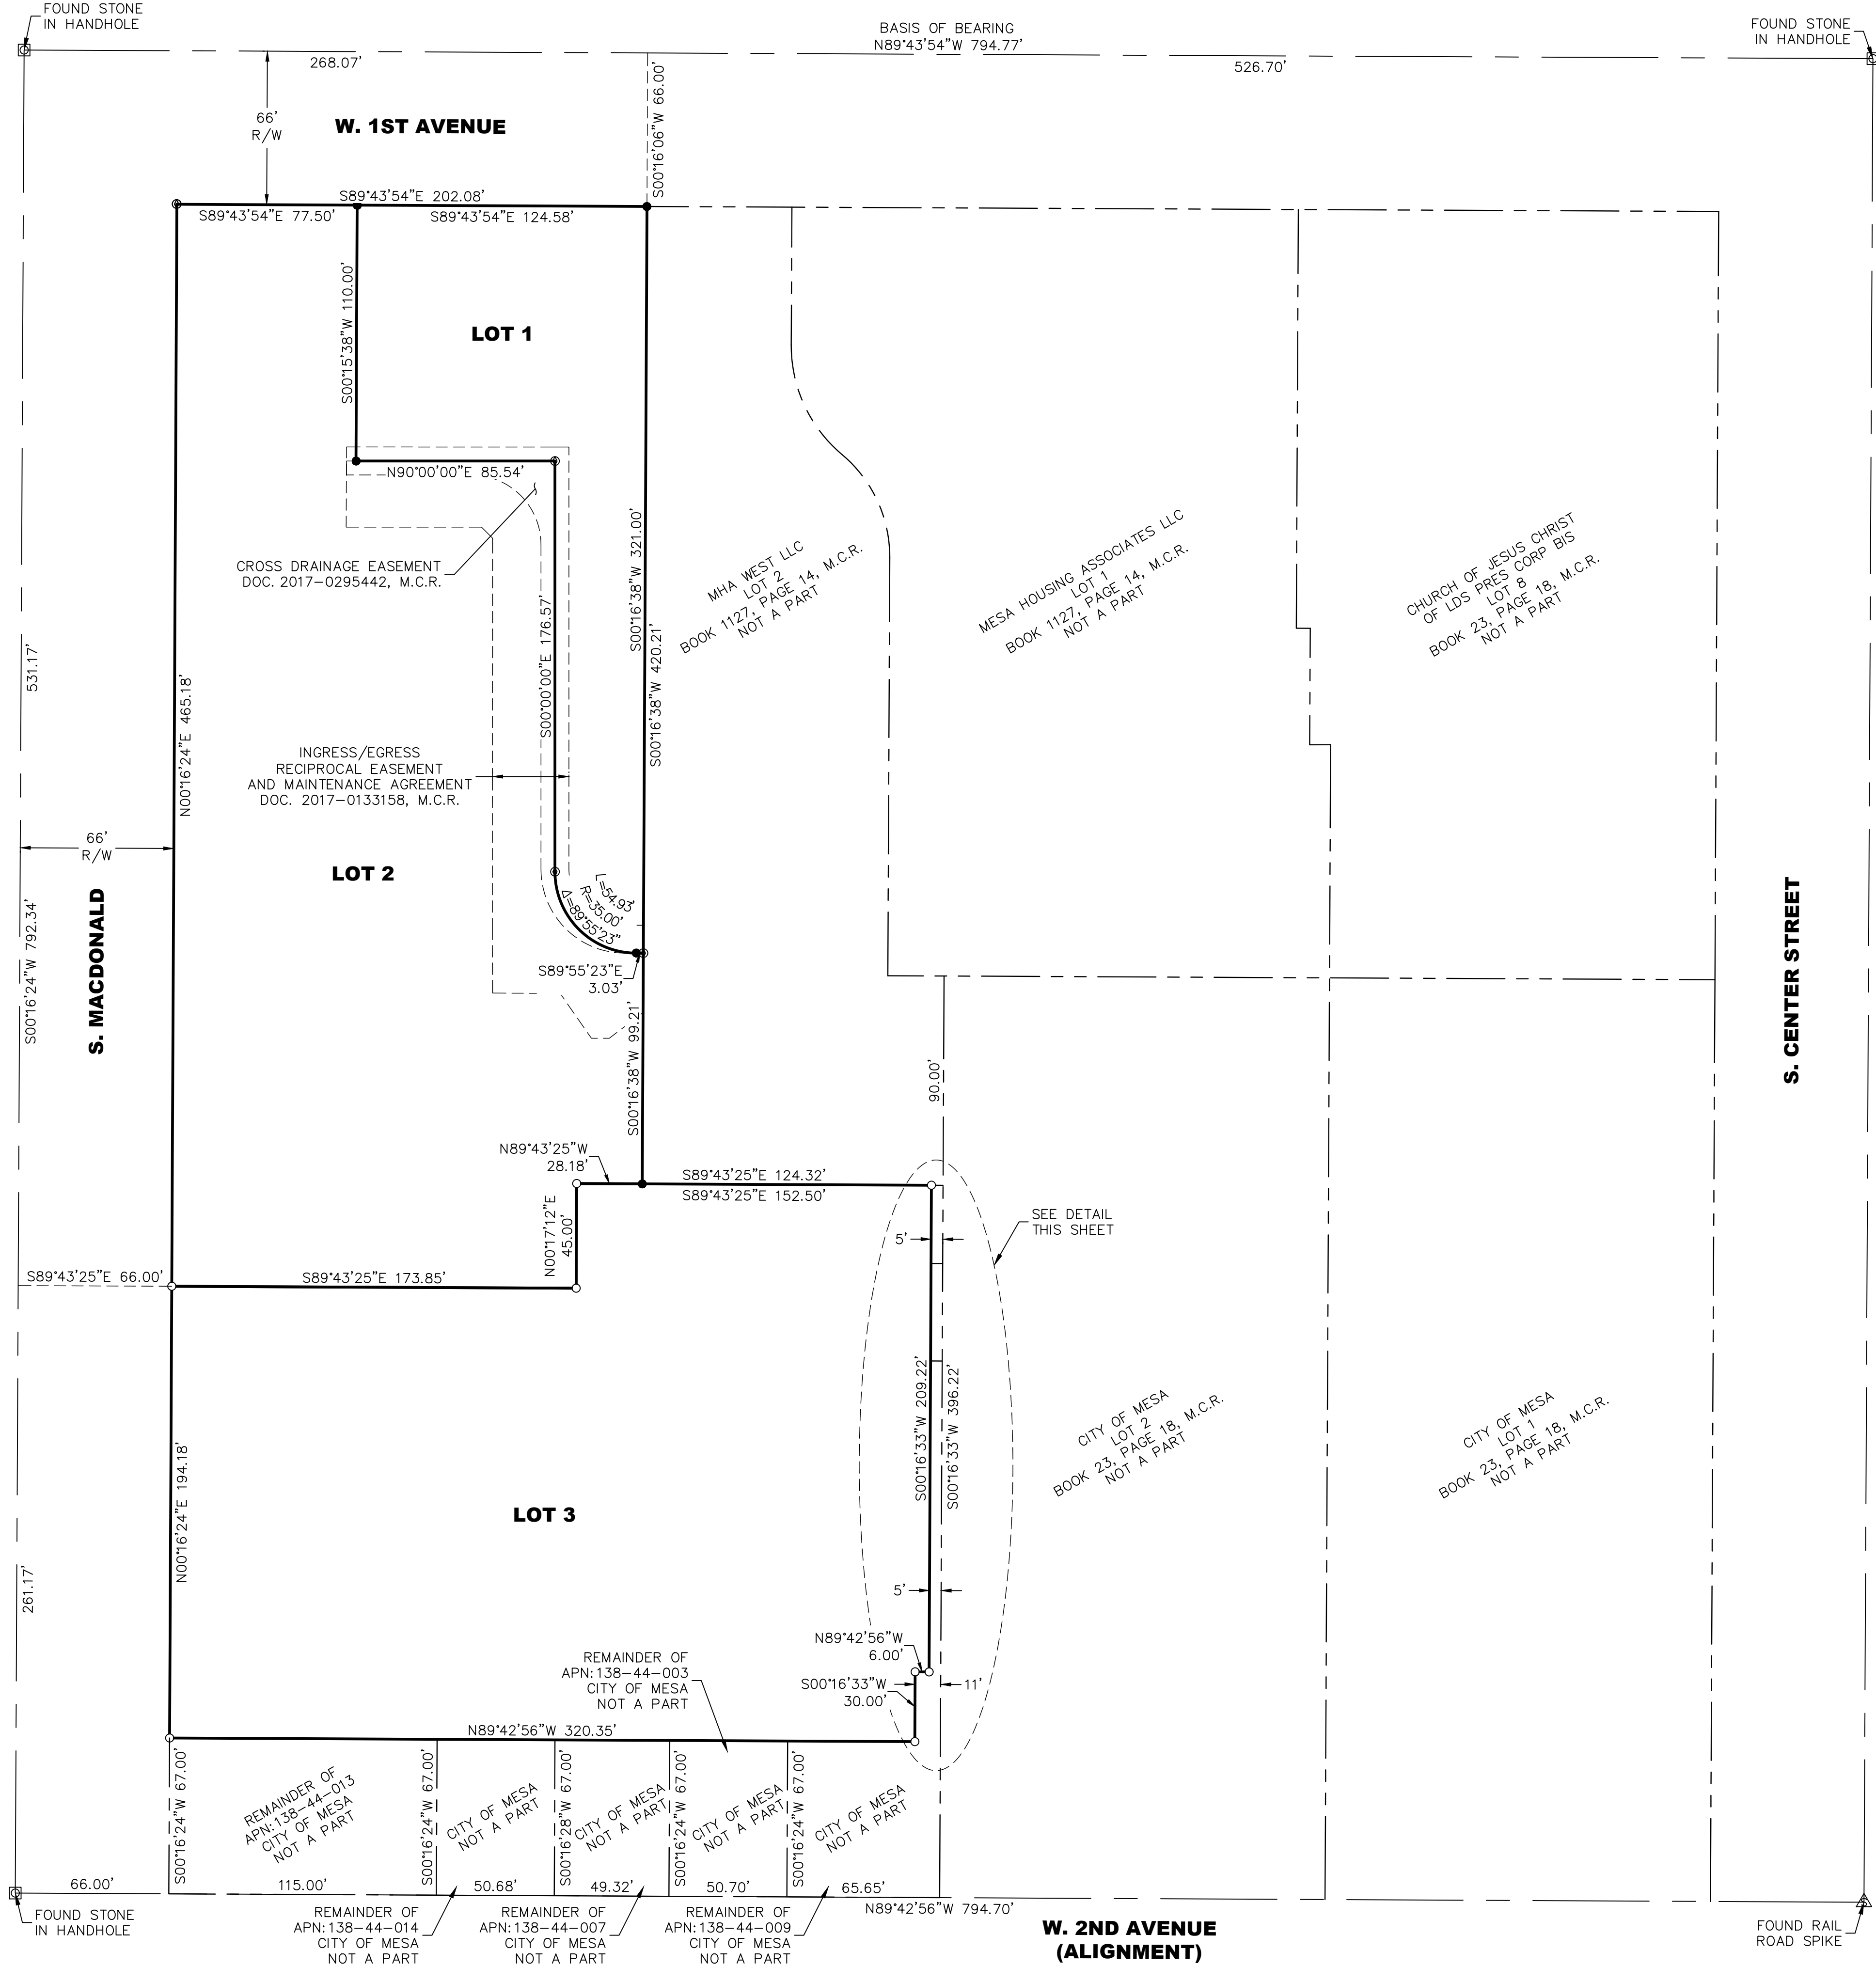 FOUND STONE
IN HANDHOLE
BASIS OF BEARING
N89°43'54"W 794.77'
FOUND STONE
IN HANDHOLE
268.07'
526.70'
66'
R/W
W. 1ST AVENUE
S00°16'06"W 66.00'
S89°43'54"E 202.08'
S89°43'54"E 77.50'
S89°43'54"E 124.58'
S00°15'38"W 110.00'
LOT 1
N90°00'00"E 85.54'
CROSS DRAINAGE EASEMENT
DOC. 2017-0295442, M.C.R.
S00°16'38"W 321.00'
S00°00'00"E 176.57'
S00°16'38"W 420.21'
MHA WEST LLC
LOT 2
BOOK 1127, PAGE 14, M.C.R.
NOT A PART
MESA HOUSING ASSOCIATES LLC
LOT 1
BOOK 1127, PAGE 14, M.C.R.
NOT A PART
CHURCH OF JESUS CHRIST
OF LDS PRES CORP BIS
LOT 8
BOOK 23, PAGE 18, M.C.R.
NOT A PART
531.17'
N00°16'24"E 465.18'
INGRESS/EGRESS
RECIPROCAL EASEMENT
AND MAINTENANCE AGREEMENT
DOC. 2017-0133158, M.C.R.
66'
R/W
LOT 2
L=54.93'
R=35.00'
Δ=89°55'23"
S89°55'23"E
3.03'
S00°16'24"W 792.34'
S. MACDONALD
S. CENTER STREET
S00°16'38"W 99.21'
90.00'
N89°43'25"W
28.18'
S89°43'25"E 124.32'
S89°43'25"E 152.50'
N00°17'12"E
45.00'
SEE DETAIL
THIS SHEET
5'
S89°43'25"E 66.00'
S89°43'25"E 173.85'
S00°16'33"W 209.22'
S00°16'33"W 396.22'
CITY OF MESA
LOT 2
BOOK 23, PAGE 18, M.C.R.
NOT A PART
CITY OF MESA
LOT 1
BOOK 23, PAGE 18, M.C.R.
NOT A PART
N00°16'24"E 194.18'
LOT 3
261.17'
5'
N89°42'56"W
6.00'
S00°16'33"W
30.00'
11'
REMAINDER OF
APN:138-44-003
CITY OF MESA
NOT A PART
N89°42'56"W 320.35'
S00°16'24"W 67.00'
REMAINDER OF
APN:138-44-013
CITY OF MESA
NOT A PART
S00°16'24"W 67.00'
CITY OF MESA
NOT A PART
S00°16'28"W 67.00'
CITY OF MESA
NOT A PART
S00°16'24"W 67.00'
CITY OF MESA
NOT A PART
S00°16'24"W 67.00'
CITY OF MESA
NOT A PART
66.00'
115.00'
50.68'
49.32'
50.70'
65.65'
N89°42'56"W 794.70'
FOUND STONE
IN HANDHOLE
REMAINDER OF
APN:138-44-014
CITY OF MESA
NOT A PART
REMAINDER OF
APN:138-44-007
CITY OF MESA
NOT A PART
REMAINDER OF
APN:138-44-009
CITY OF MESA
NOT A PART
W. 2ND AVENUE
(ALIGNMENT)
FOUND RAIL
ROAD SPIKE